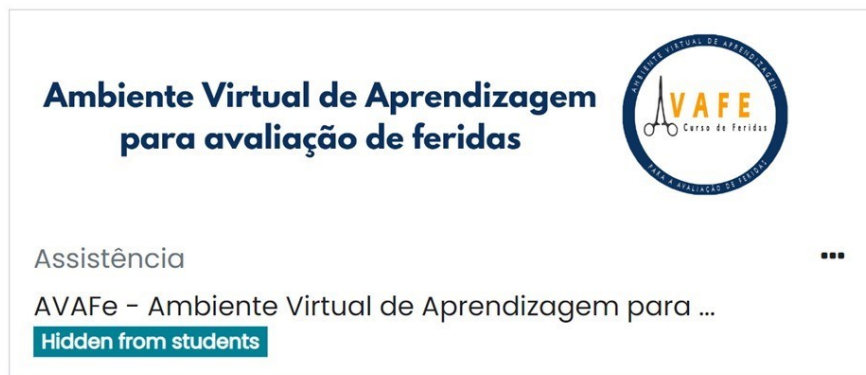 Ambiente Virtual de Aprendizagem
para avaliação de feridas
AMBIENTE VIRTUAL DE APRENDIZAGEM
AVAFE
Curso de Feridas
PARA A AVALIAÇÃO DE FERIDAS
Assistência
AVAFe - Ambiente Virtual de Aprendizagem para ...
Hidden from students